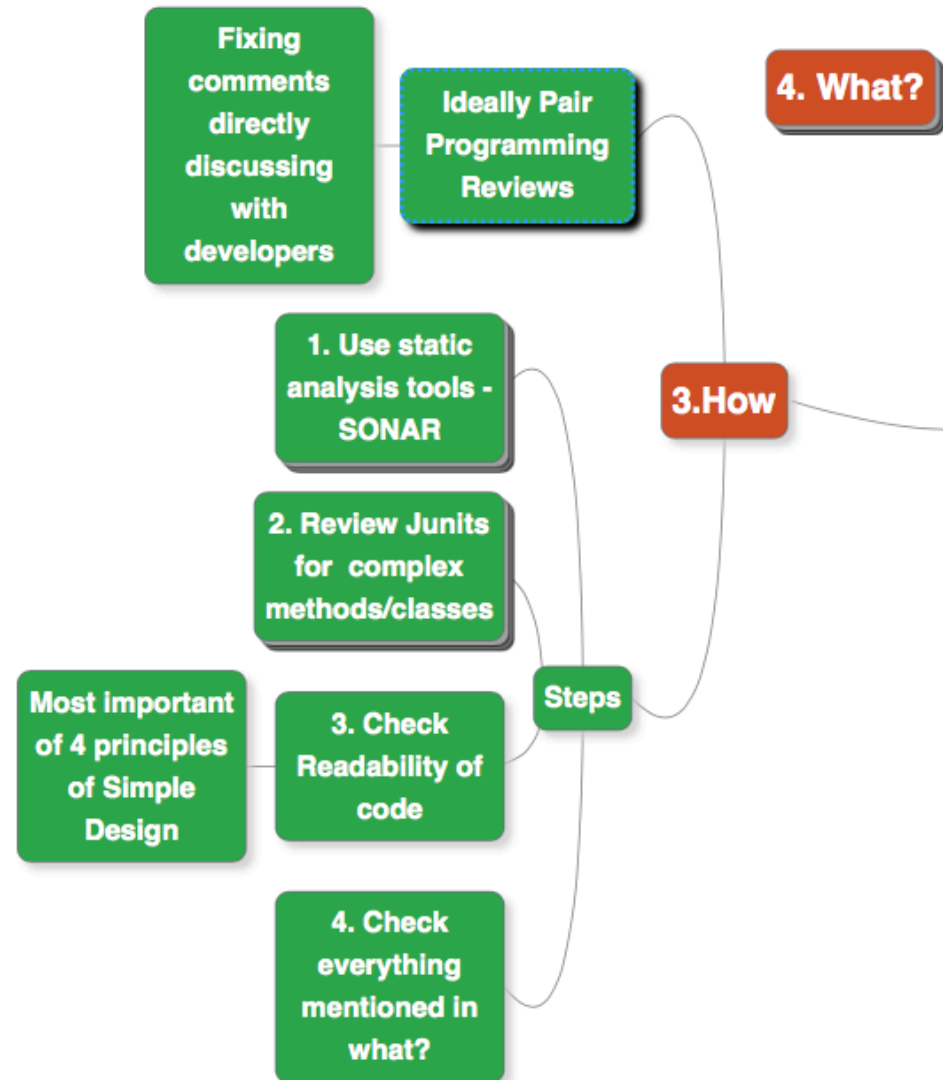 Fixing
comments
directly
discussing
with
developers
Ideally Pair
Programming
Reviews
4. What?
1. Use static
analysis tools -
SONAR
3.How
2. Review Junits
for complex
methods/classes
Steps
Most important
of 4 principles
of Simple
Design
3. Check
Readability of
code
4. Check
everything
mentioned in
what?